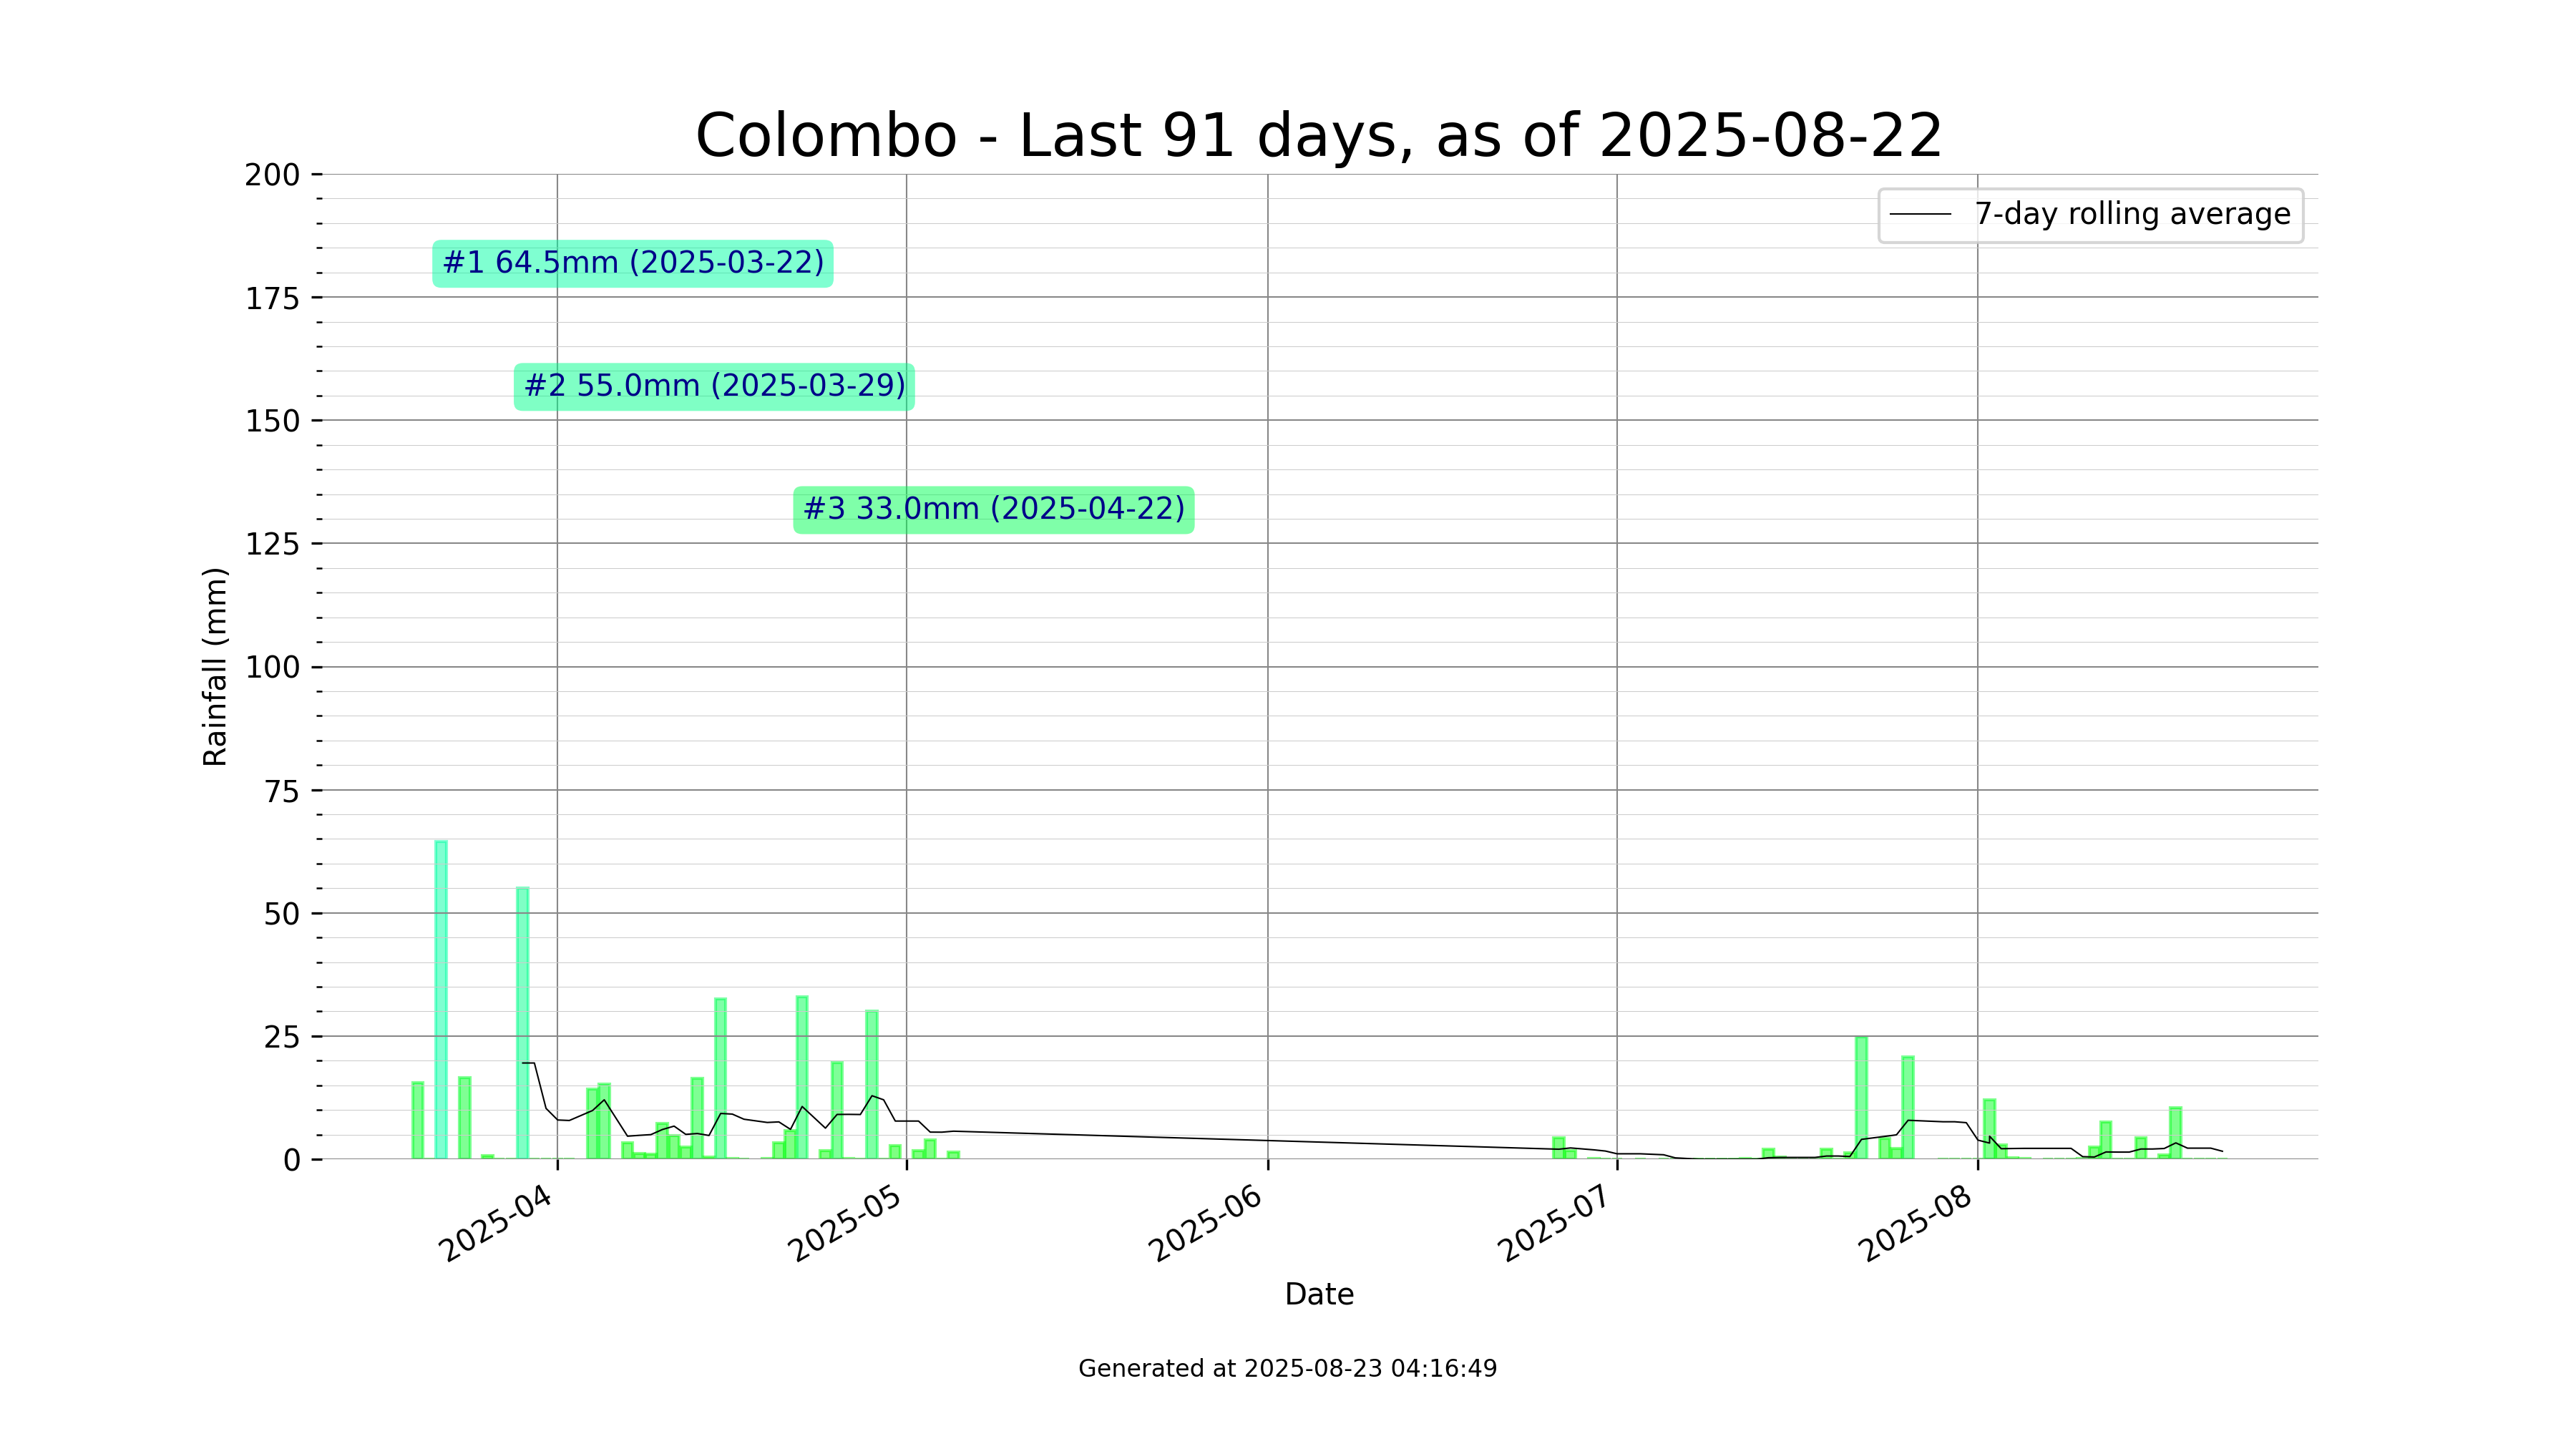 Colombo - Last 91 days, as of 2025-08-22
200
175
150
125
100
75
50
25
0
Rainfall (mm)
7-day rolling average
#1 64.5mm (2025-03-22)
#2 55.0mm (2025-03-29)
#3 33.0mm (2025-04-22)
2025-04
2025-05
2025-06
2025-07
2025-08
Date
Generated at 2025-08-23 04:16:49